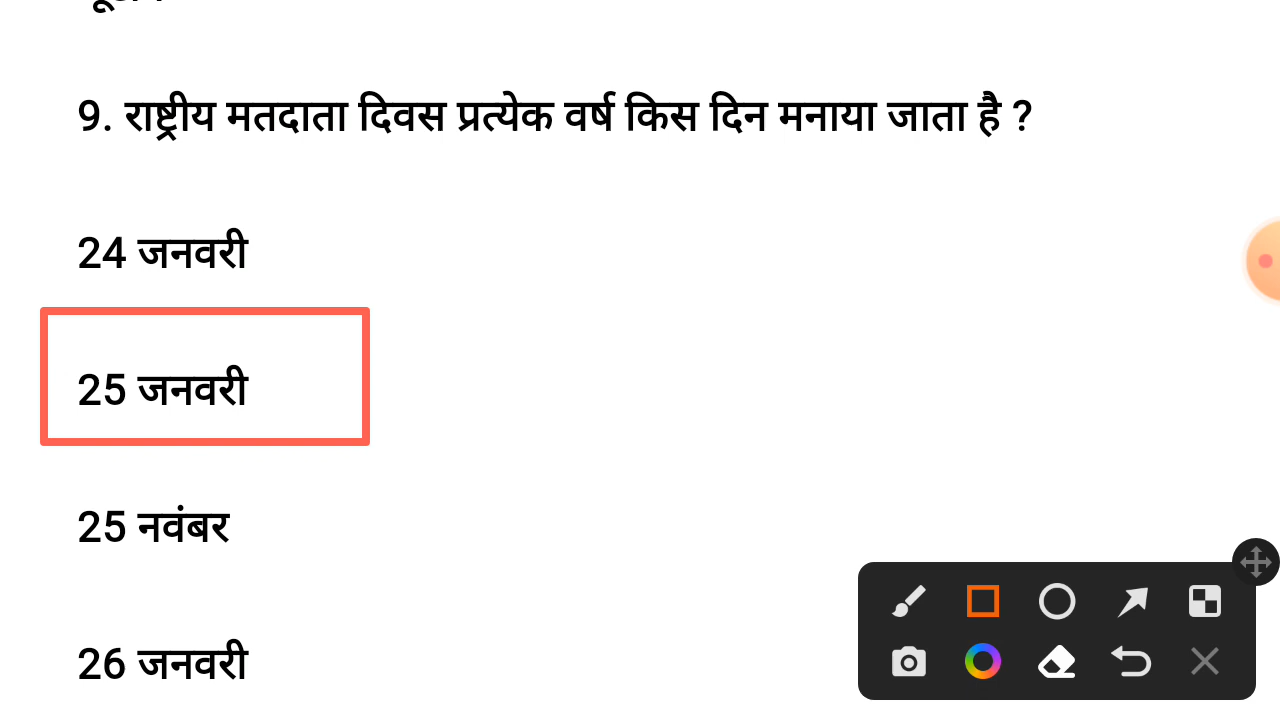 9. राष्ट्रीय मतदाता दिवस प्रत्येक वर्ष किस दिन मनाया जाता है ?
24 जनवरी
25 जनवरी
25 नवंबर
26 जनवरी